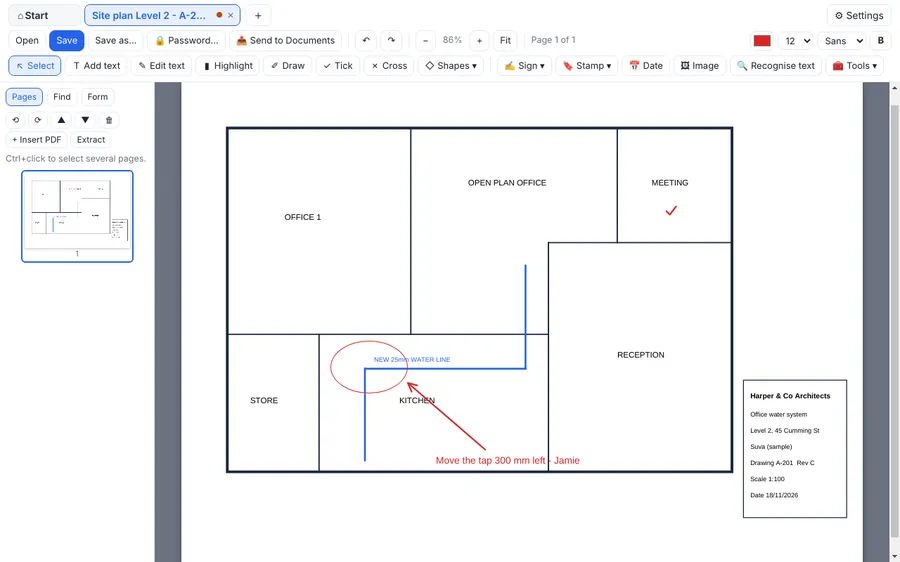 Start
Site plan Level 2 - A-2...
Settings
Open
Save
Save as...
Password...
Send to Documents
86%
Fit
Page 1 of 1
12
Sans
B
Select
T Add text
Edit text
Highlight
Draw
Tick
Cross
Shapes
Sign
Stamp
Date
Image
Recognise text
Tools
Pages
Find
Form
+ Insert PDF
Extract
Ctrl+click to select several pages.
1
OPEN PLAN OFFICE
MEETING
OFFICE 1
NEW 25mm WATER LINE
RECEPTION
STORE
KITCHEN
Move the tap 300 mm left - Jamie
Harper & Co Architects
Office water system
Level 2, 45 Cumming St
Suva (sample)
Drawing A-201 Rev C
Scale 1:100
Date 18/11/2026